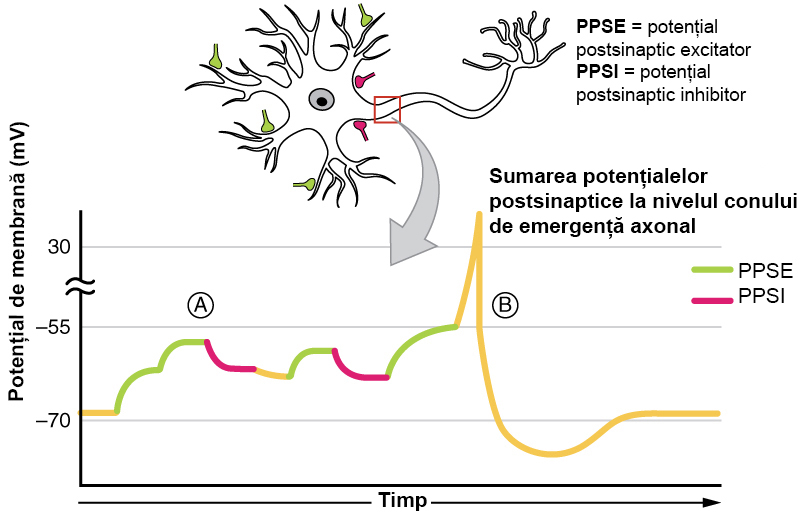 PPSE = potențial
postsinaptic excitator
PPSI = potențial
postsinaptic inhibitor
Sumarea potențialelor
postsinaptice la nivelul conului
de emergență axonal
Potențial de membrană (mV)
30
–55
–70
A
B
PPSE
PPSI
Timp